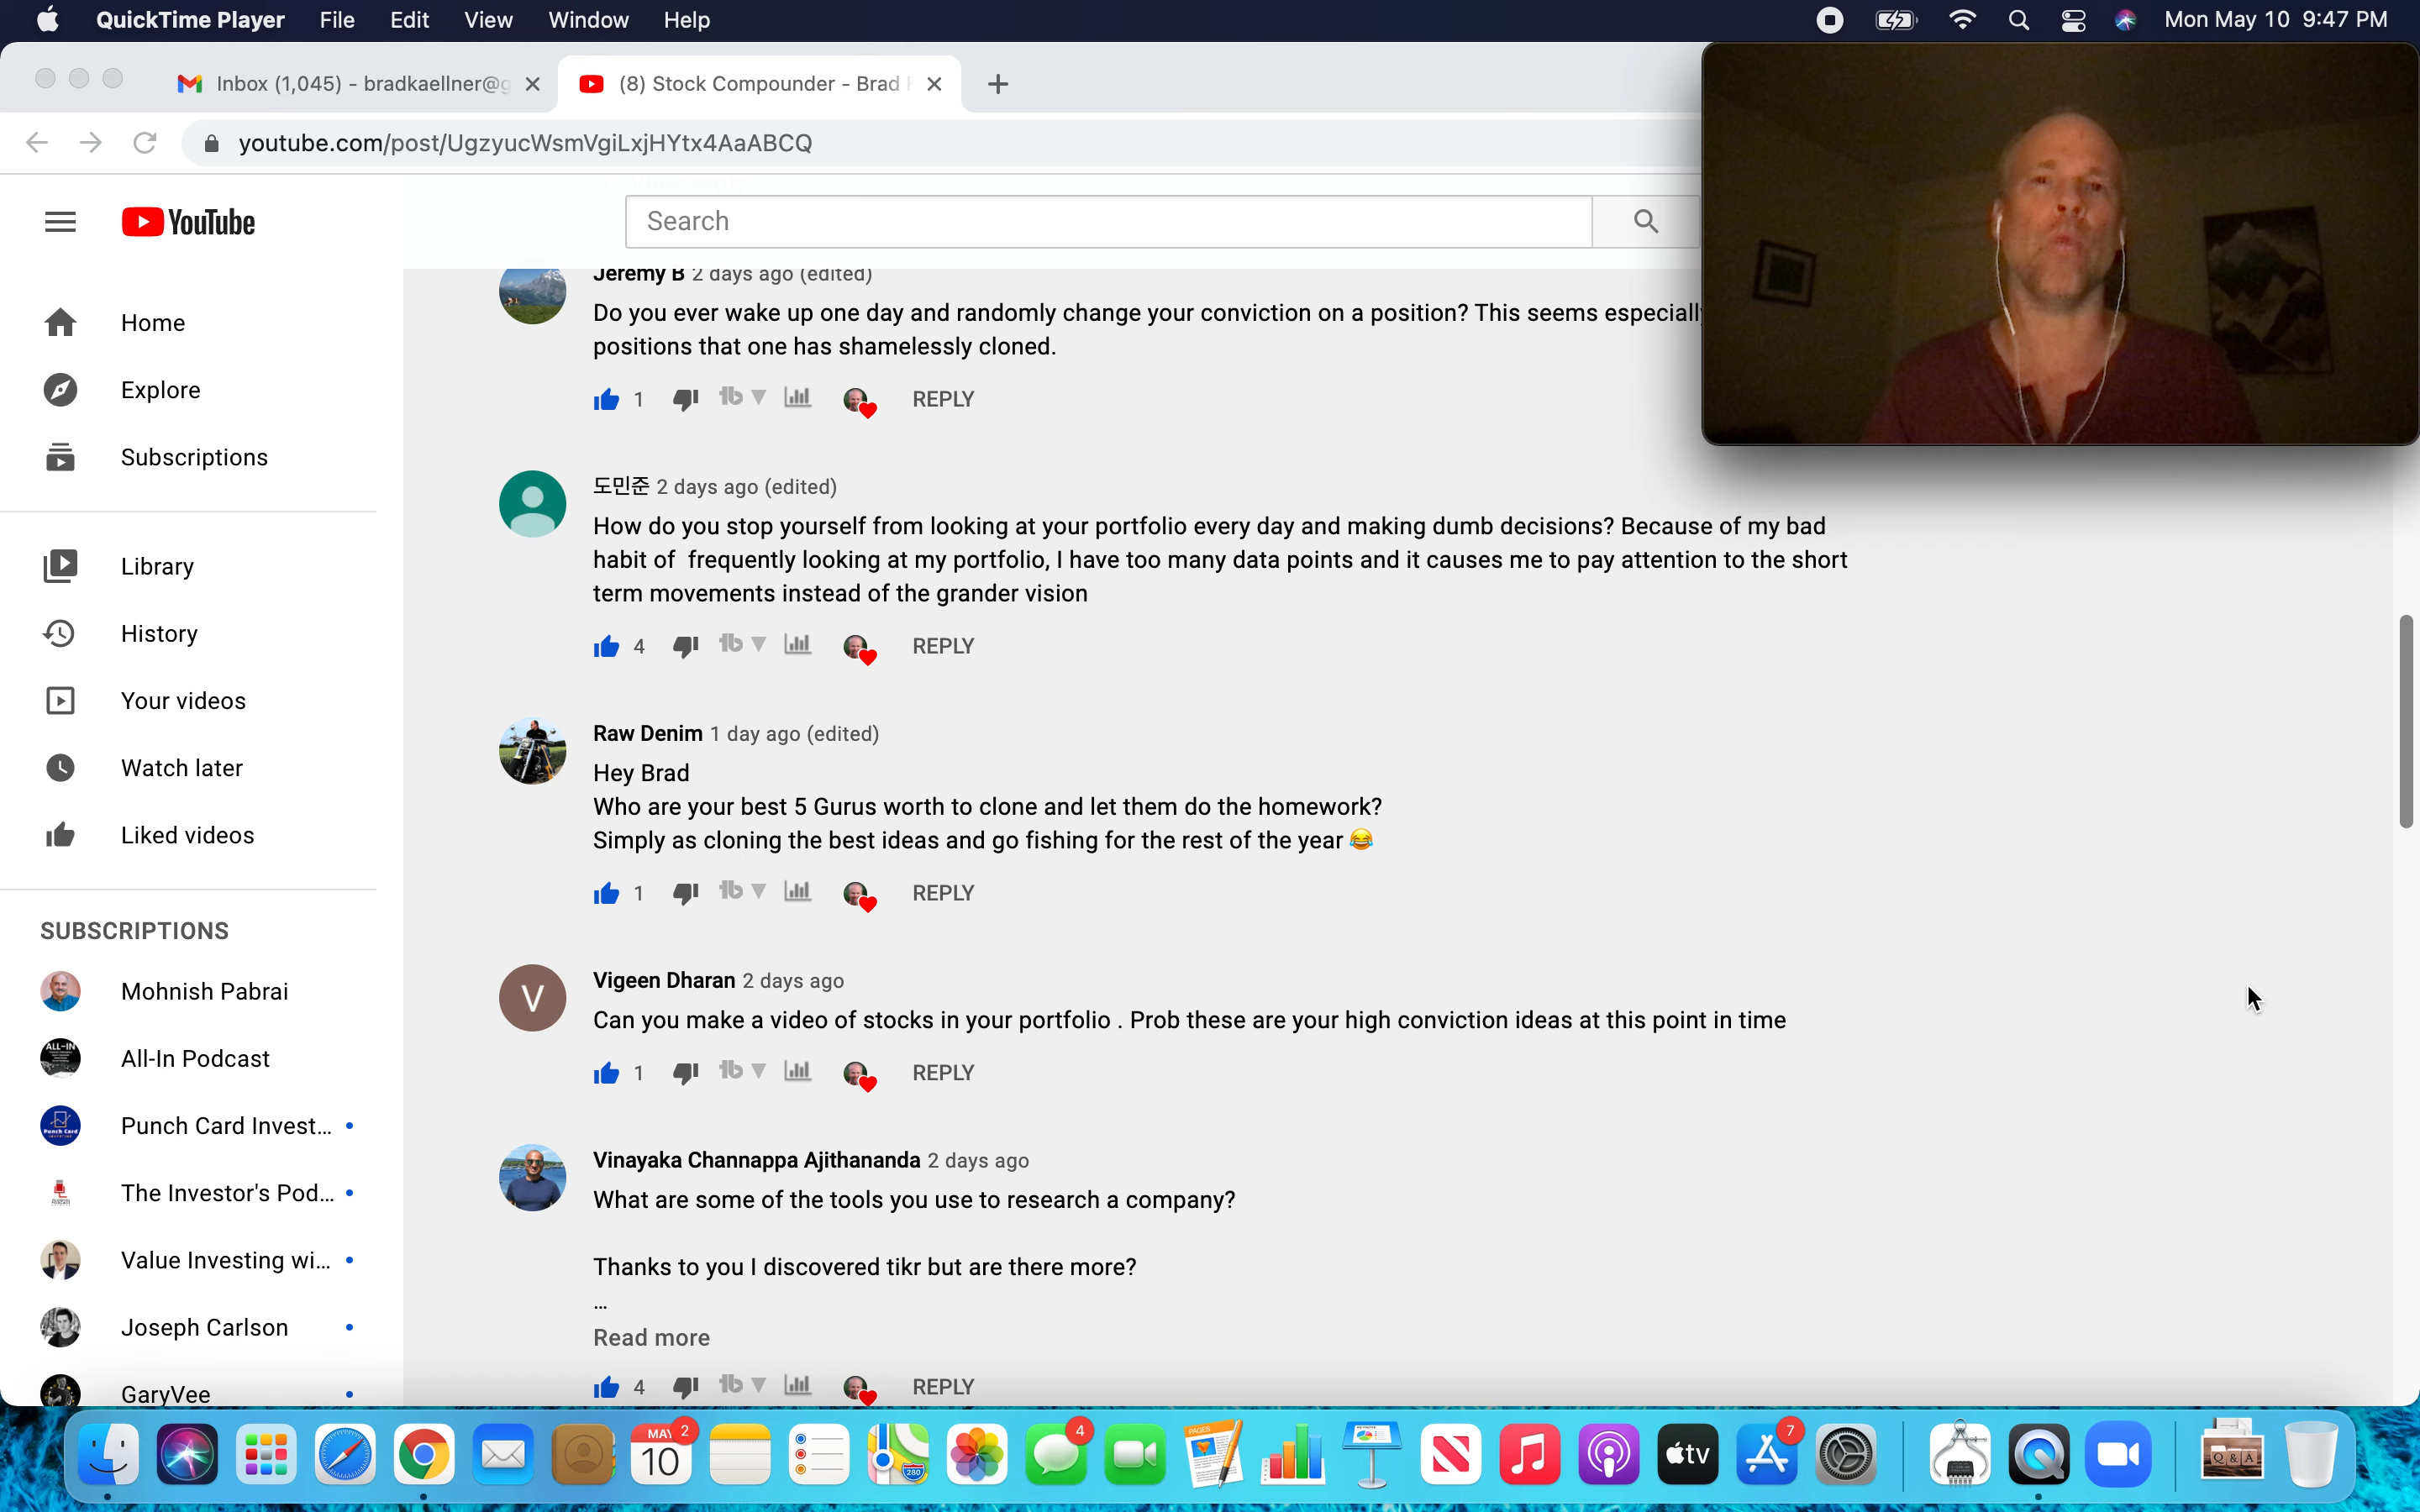 QuickTime Player File Edit View Window Help
Mon May 10 9:47 PM
Inbox (1,045) - bradkaellner@g
(8) Stock Compounder - Brad
youtube.com/post/UgzyucWsmVgiLxjHYtx4AaABCQ
YouTube
Search
Home
Explore
Subscriptions
Library
History
Your videos
Watch later
Liked videos
SUBSCRIPTIONS
Mohnish Pabrai
All-In Podcast
Punch Card Invest...
The Investor's Pod...
Value Investing wi...
Joseph Carlson
GaryVee
Jeremy B 2 days ago (edited)
Do you ever wake up one day and randomly change your conviction on a position? This seems especially
positions that one has shamelessly cloned.
1 REPLY
도민준 2 days ago (edited)
How do you stop yourself from looking at your portfolio every day and making dumb decisions? Because of my bad
habit of frequently looking at my portfolio, I have too many data points and it causes me to pay attention to the short
term movements instead of the grander vision
4 REPLY
Raw Denim 1 day ago (edited)
Hey Brad
Who are your best 5 Gurus worth to clone and let them do the homework?
Simply as cloning the best ideas and go fishing for the rest of the year 😂
1 REPLY
V
Vigeen Dharan 2 days ago
Can you make a video of stocks in your portfolio . Prob these are your high conviction ideas at this point in time
1 REPLY
Vinayaka Channappa Ajithananda 2 days ago
What are some of the tools you use to research a company?
Thanks to you I discovered tikr but are there more?
...
Read more
4 REPLY
MAY 2
10
4
PAGES
280
tv
7
Q & A